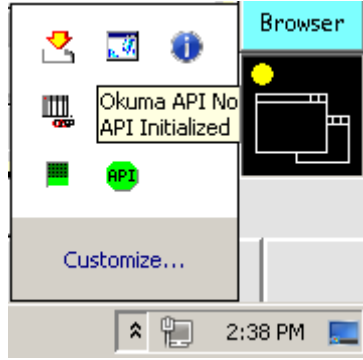 Browser
Okuma API No
API Initialized
API
Customize...
2:38 PM